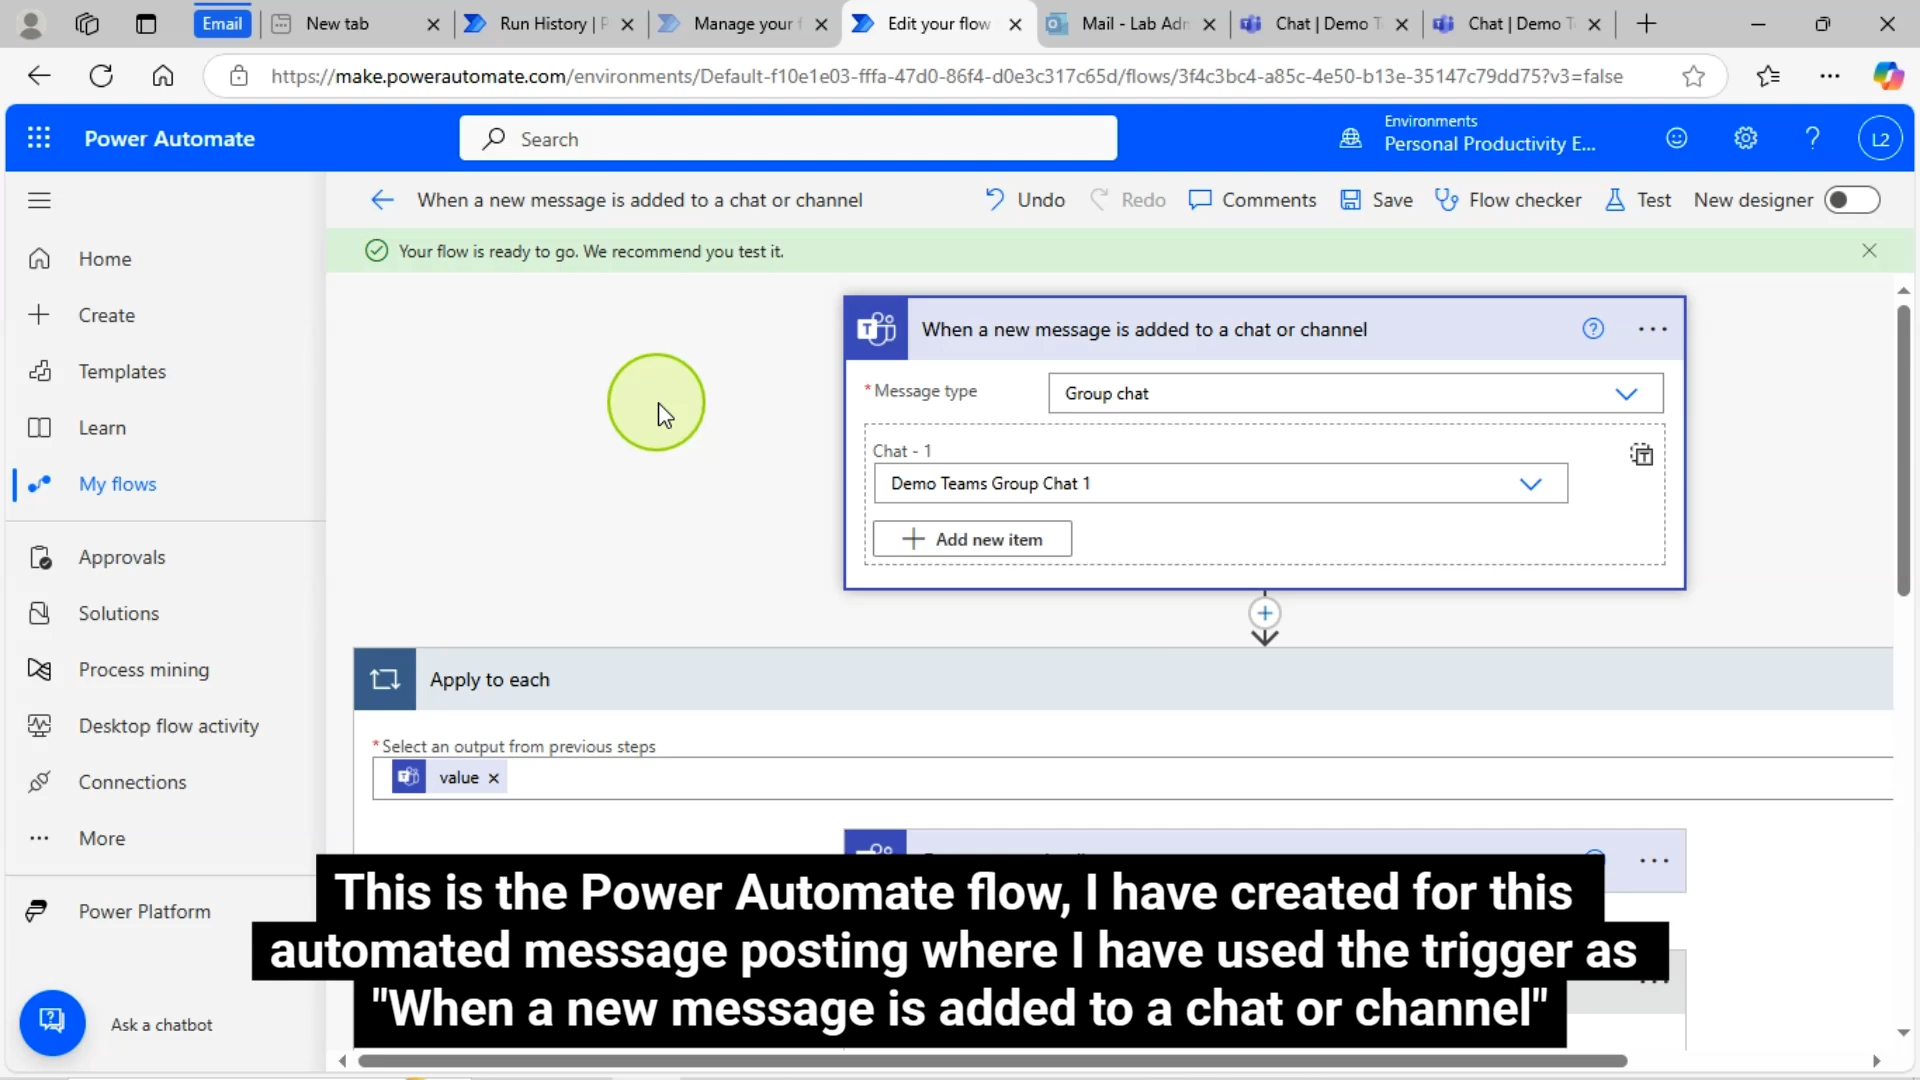 Email
New tab
Run History | P
Manage your f
Edit your flow
Mail - Lab Adm
Chat | Demo T
Chat | Demo T
https://make.powerautomate.com/environments/Default-f10e1e03-fffa-47d0-86f4-d0e3c317c65d/flows/3f4c3bc4-a85c-4e50-b13e-35147c79dd75?v3=false
Power Automate
Search
Environments
Personal Productivity E...
L2
When a new message is added to a chat or channel
Undo
Redo
Comments
Save
Flow checker
Test
New designer
Your flow is ready to go. We recommend you test it.
Home
Create
Templates
Learn
My flows
Approvals
Solutions
Process mining
Desktop flow activity
Connections
More
Power Platform
Ask a chatbot
When a new message is added to a chat or channel
* Message type
Group chat
Chat - 1
Demo Teams Group Chat 1
Add new item
Apply to each
* Select an output from previous steps
value
This is the Power Automate flow, I have created for this
automated message posting where I have used the trigger as
"When a new message is added to a chat or channel"